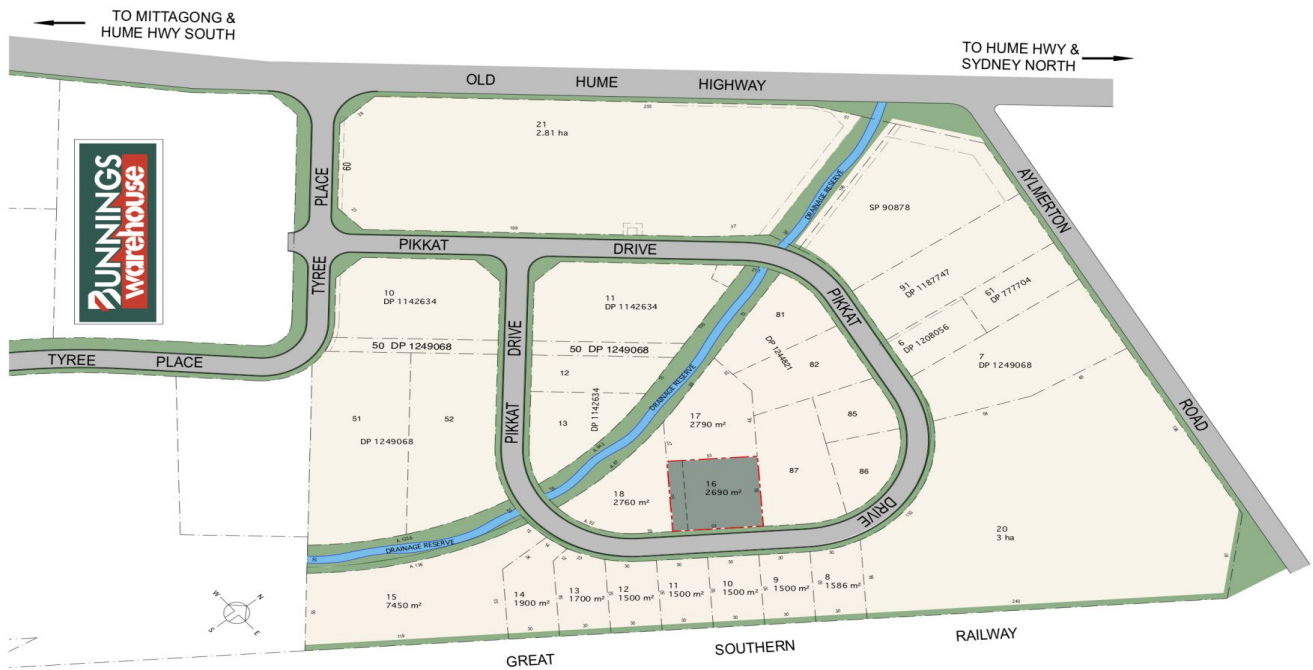 TO MITTAGONG &
HUME HWY SOUTH
TO HUME HWY &
SYDNEY NORTH
OLD HUME HIGHWAY
BUNNINGS
warehouse
21
2.81 ha
60
TYREE PLACE
DRAINAGE RESERVE
SP 90878
AYLMERTON ROAD
PIKKAT DRIVE
91
DP 1187747
61
DP 777704
6
DP 1208056
7
DP 1249068
10
DP 1142634
11
DP 1142634
PIKKAT DRIVE
PIKKAT DRIVE
81
DP 1244821
82
85
86
87
50 DP 1249068
50 DP 1249068
TYREE PLACE
12
13
DP 1142634
DRAINAGE RESERVE
51
52
DP 1249068
17
2790 m²
16
2690 m²
18
2760 m²
20
3 ha
DRAINAGE RESERVE
15
7450 m²
14
1900 m²
13
1700 m²
12
1500 m²
11
1500 m²
10
1500 m²
9
1500 m²
8
1586 m²
W N
S E
GREAT SOUTHERN RAILWAY